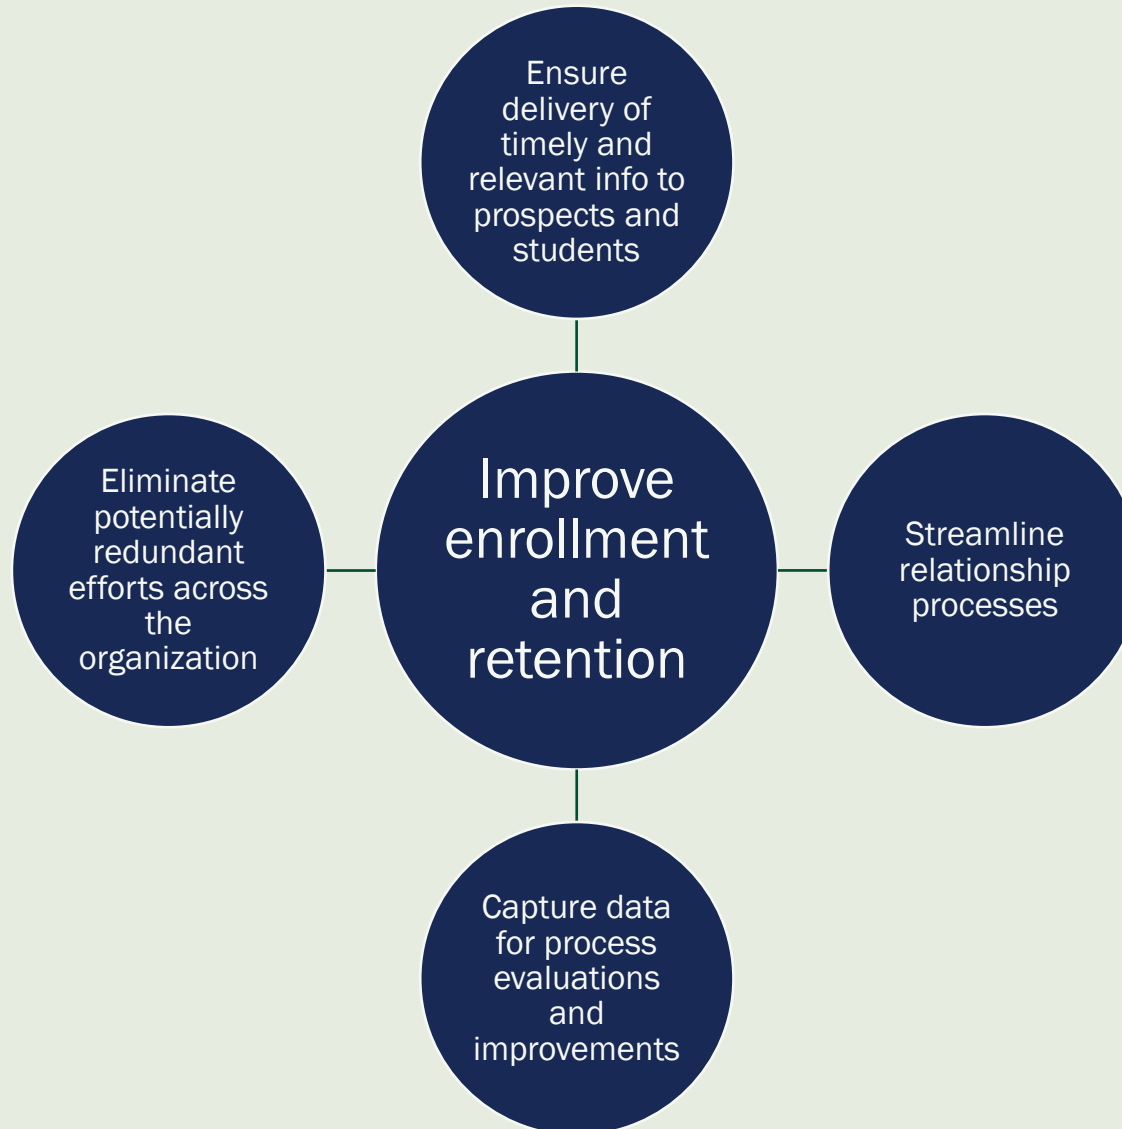 Ensure
delivery of
timely and
relevant info to
prospects and
students
Eliminate
potentially
redundant
efforts across
the
organization
Improve
enrollment
and
retention
Streamline
relationship
processes
Capture data
for process
evaluations
and
improvements